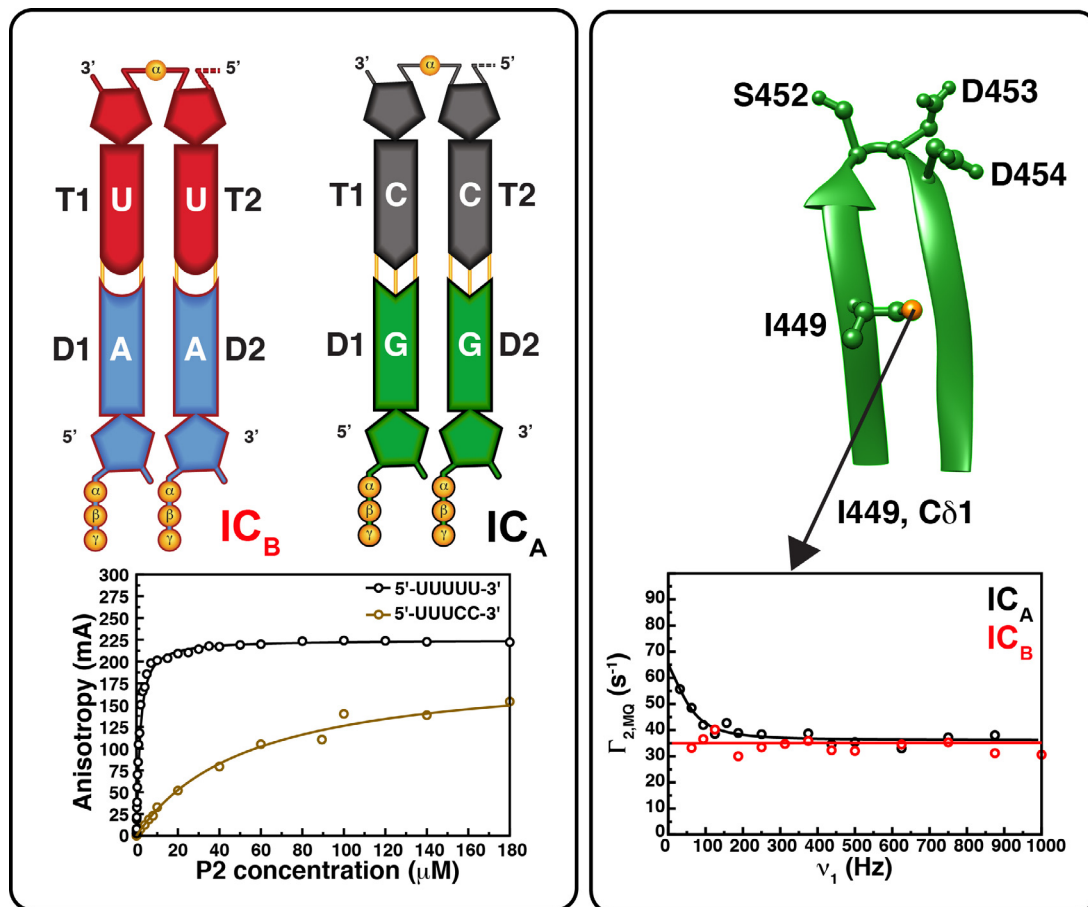 3' α 5' 3' α 5'
T1 U U T2 T1 C C T2
D1 A A D2 D1 G G D2
5' 3' 5' 3'
α α α α
β β β β
γ γ γ γ
IC_B IC_A
300
275
250
225
200
175
150
125
100
75
50
25
0
Anisotropy (mA)
5'-UUUUU-3'
5'-UUUCC-3'
0 20 40 60 80 100 120 140 160 180
P2 concentration (μM)
S452 D453
D454
I449
I449, Cδ1
90
80
70
60
50
40
30
20
10
0
Γ2,MQ (s-1)
IC_A
IC_B
0 100 200 300 400 500 600 700 800 900 1000
ν1 (Hz)